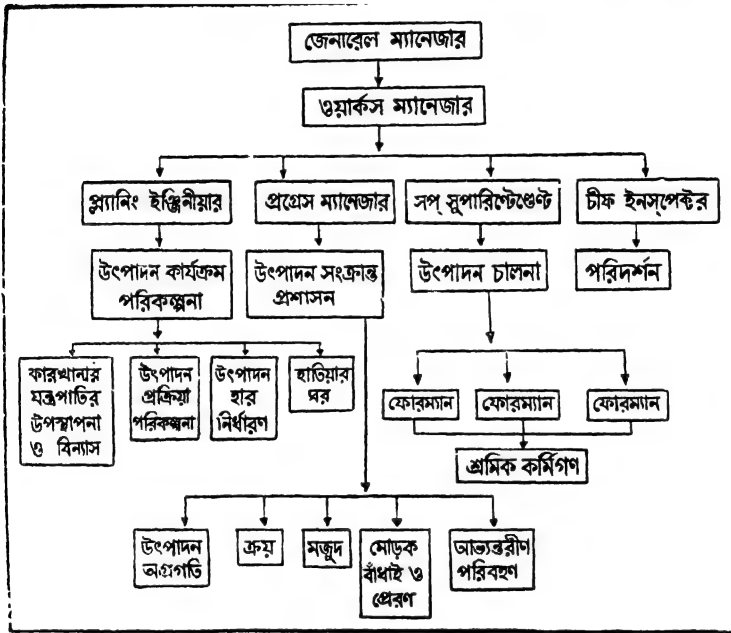 জেনারেল ম্যানেজার
ওয়ার্কস ম্যানেজার
প্ল্যানিং ইঞ্জিনীয়ার
প্রগ্রেস ম্যানেজার
সপ্ সুপারিন্টেণ্ডেণ্ট
চীফ ইনস্‌পেক্টর
উৎপাদন কার্যক্রম
পরিকল্পনা
উৎপাদন সংক্রান্ত
প্রশাসন
উৎপাদন চালনা
পরিদর্শন
কারখানার
যন্ত্রপাতির
উপস্থাপনা
ও বিন্যাস
উৎপাদন
প্রক্রিয়া
পরিকল্পনা
উৎপাদন
হার
নির্ধারণ
হাতিয়ার
ঘর
ফোরম্যান
ফোরম্যান
ফোরম্যান
শ্রমিক কর্মিগণ
উৎপাদন
অগ্রগতি
ক্রয়
মজুদ
মোড়ক
বাঁধাই ও
প্রেরণ
আভ্যন্তরীণ
পরিবহণ